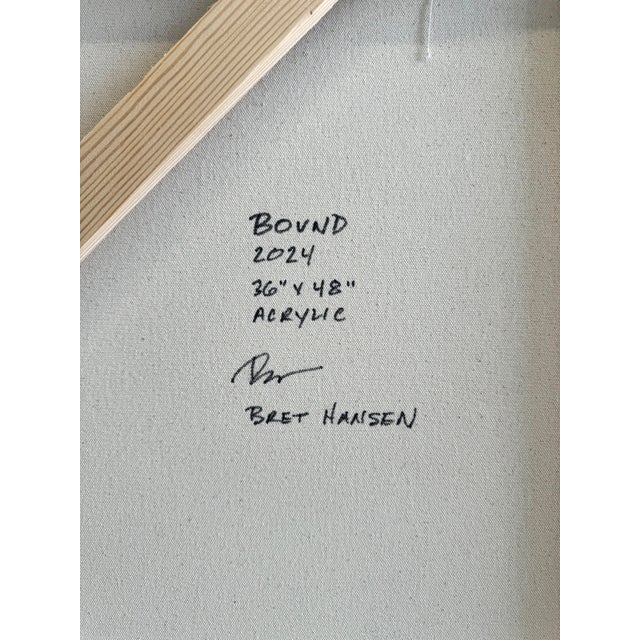 BOUND
2024
36" x 48"
ACRYLIC
BRET HANSEN